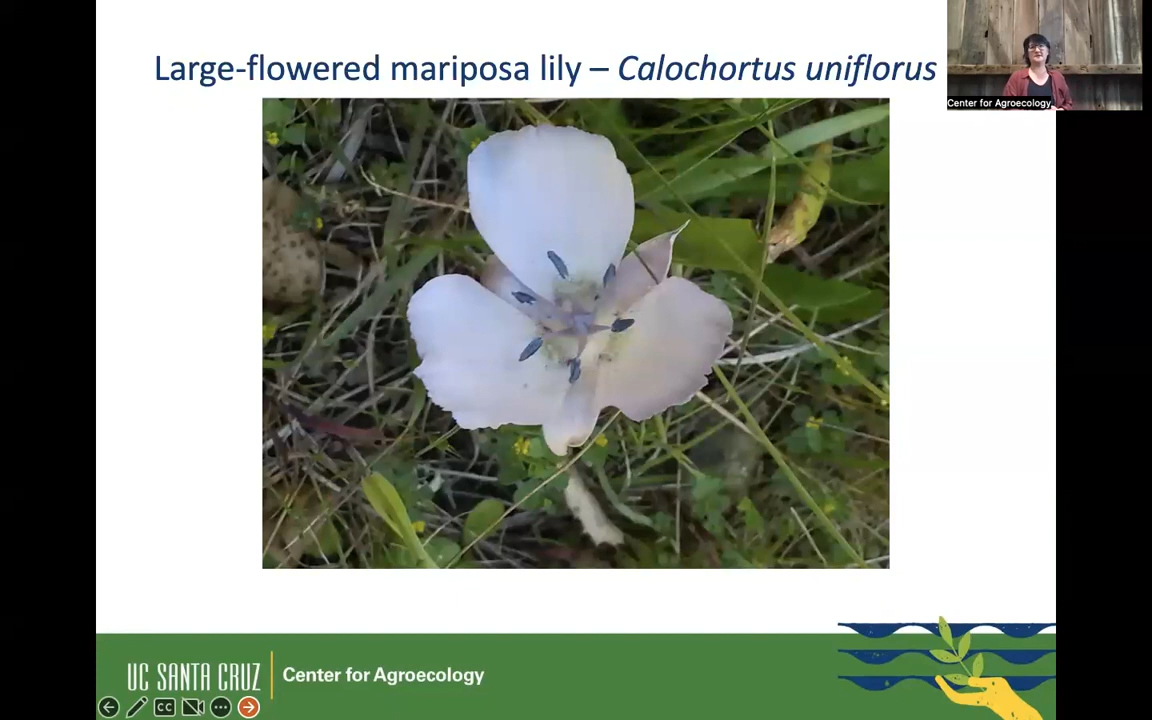 Large-flowered mariposa lily – Calochortus uniflorus
Center for Agroecology
UC SANTA CRUZ
Center for Agroecology
CC